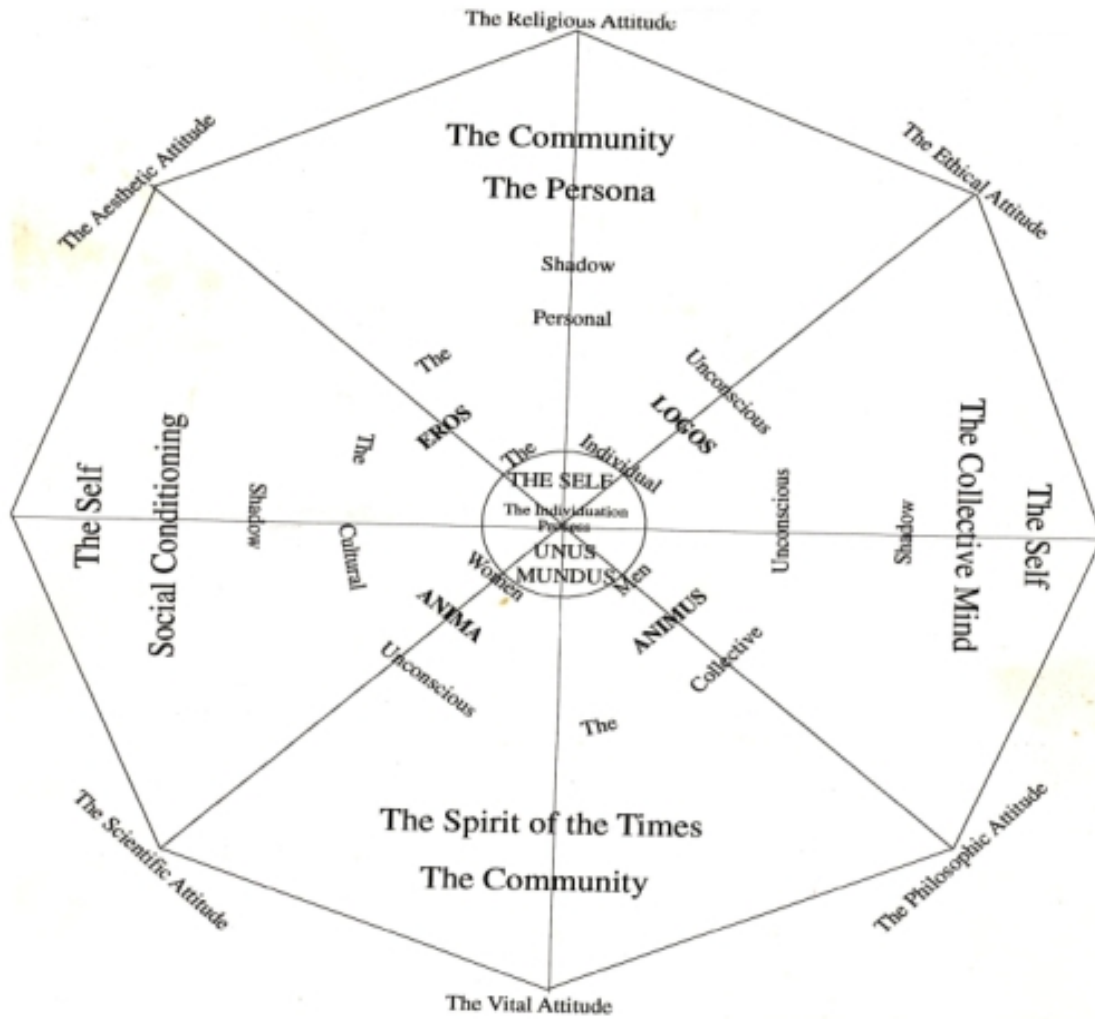 The Religious Attitude
The Aesthetic Attitude
The Ethical Attitude
The Community
The Persona
Shadow
Personal
The
Unconscious
EROS
LOGOS
The Self
Social Conditioning
Shadow
The
Cultural
The
Individual
THE SELF
The Individuation
Process
UNUS
MUNDUS
Women
Men
Unconscious
Shadow
The Collective Mind
The Self
ANIMA
ANIMUS
Unconscious
Collective
The
The Spirit of the Times
The Community
The Scientific Attitude
The Philosophic Attitude
The Vital Attitude